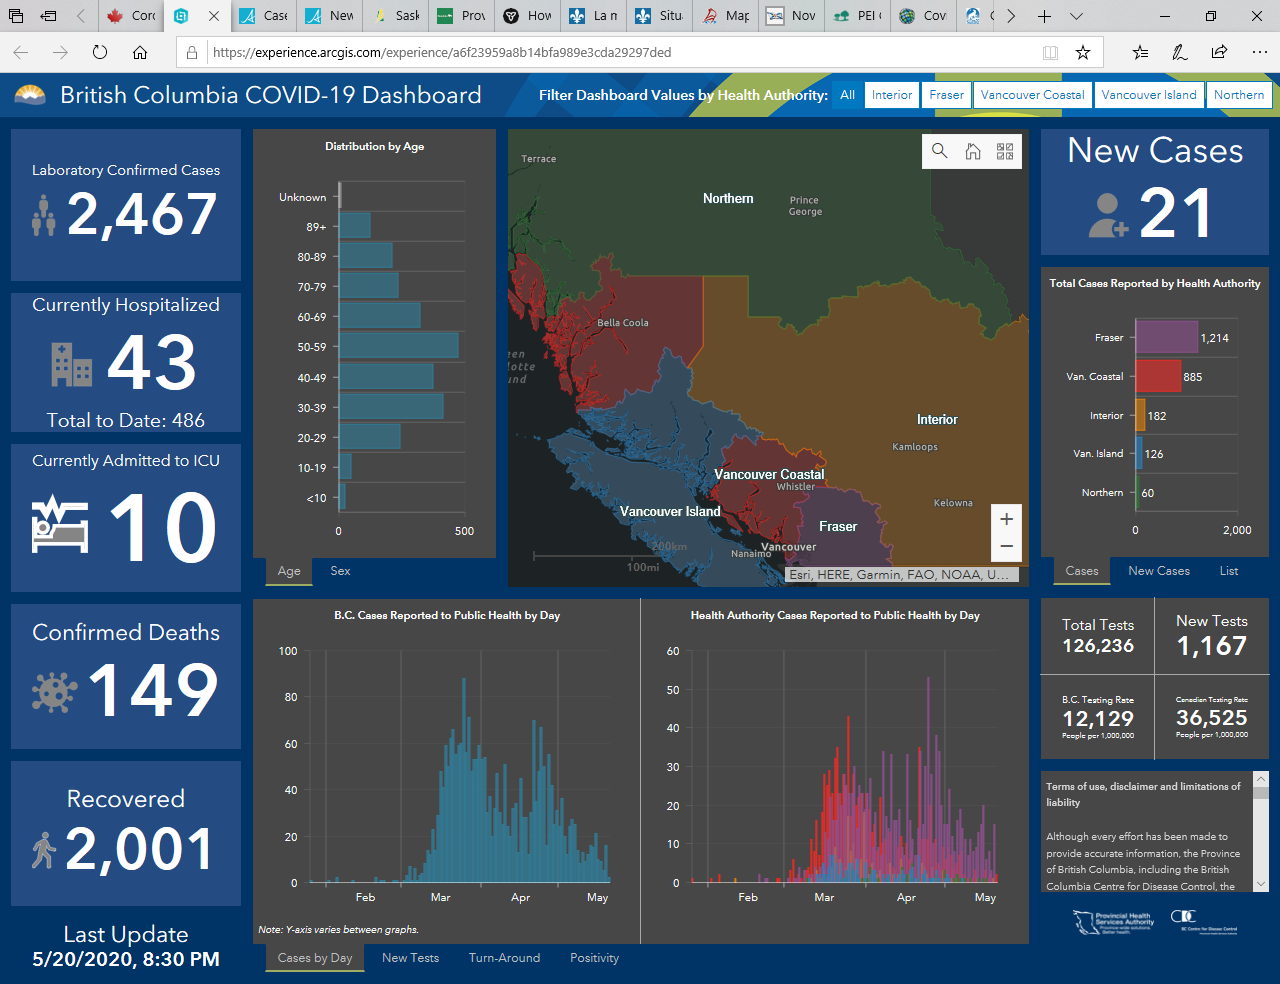 Corc
Case
New
Sask
Prov
How
La m
Situ
Map
Nov
PEI
Cov
https://experience.arcgis.com/experience/a6f23959a8b14bfa989e3cda29297ded
British Columbia COVID-19 Dashboard
Filter Dashboard Values by Health Authority:
All
Interior
Fraser
Vancouver Coastal
Vancouver Island
Northern
Laboratory Confirmed Cases
2,467
Currently Hospitalized
43
Total to Date: 486
Currently Admitted to ICU
10
Confirmed Deaths
149
Recovered
2,001
Last Update
5/20/2020, 8:30 PM
Distribution by Age
Unknown
89+
80-89
70-79
60-69
50-59
40-49
30-39
20-29
10-19
<10
0 500
Age Sex
Terrace
Northern
Prince
George
Bella Coola
een
lotte
und
Interior
Kamloops
Vancouver Coastal
Whistler
Kelowna
Vancouver Island
Fraser
200km
Nanaimo
Vancouver
100mi
+
−
Esri, HERE, Garmin, FAO, NOAA, U...
New Cases
21
Total Cases Reported by Health Authority
Fraser 1,214
Van. Coastal 885
Interior 182
Van. Island 126
Northern 60
0 2,000
Cases New Cases List
B.C. Cases Reported to Public Health by Day
100
80
60
40
20
0
Feb Mar Apr May
Note: Y-axis varies between graphs.
Health Authority Cases Reported to Public Health by Day
60
50
40
30
20
10
0
Feb Mar Apr May
Cases by Day New Tests Turn-Around Positivity
Total Tests
126,236
New Tests
1,167
B.C. Testing Rate
12,129
People per 1,000,000
Canadian Testing Rate
36,525
People per 1,000,000
Terms of use, disclaimer and limitations of
liability
Although every effort has been made to
provide accurate information, the Province
of British Columbia, including the British
Columbia Centre for Disease Control, the
Provincial Health
Services Authority
Province-wide solutions.
Better health.
BC Centre for Disease Control